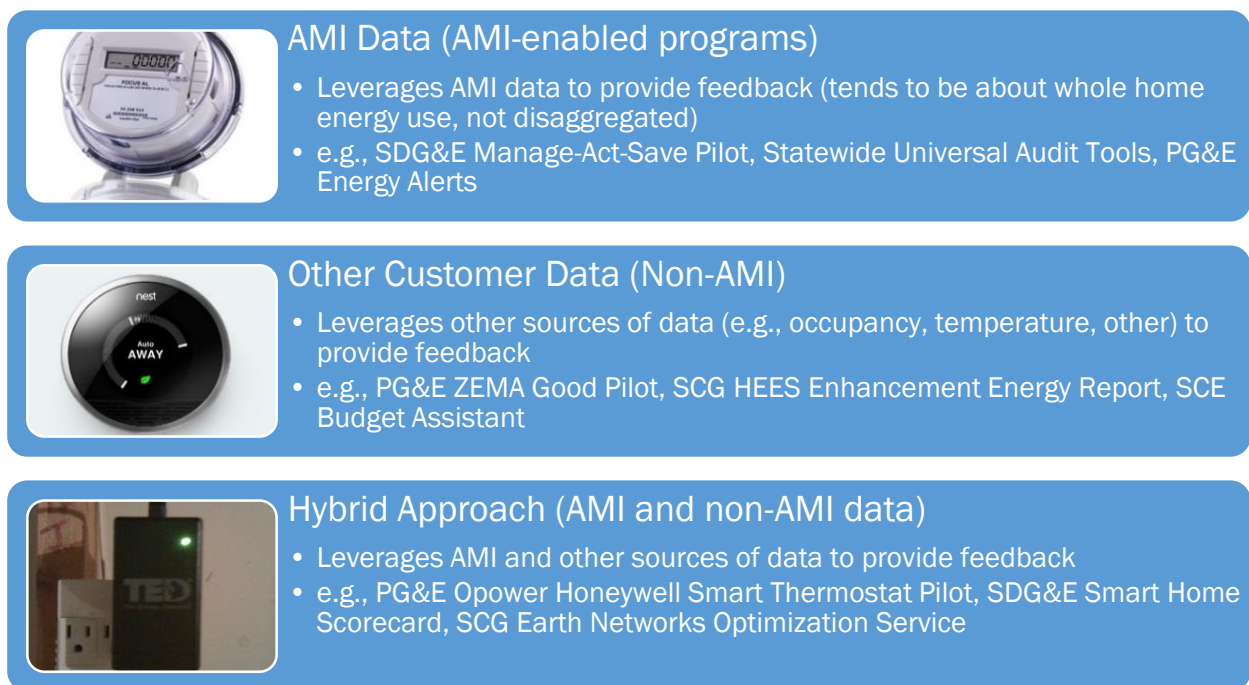 AMI Data (AMI-enabled programs)
• Leverages AMI data to provide feedback (tends to be about whole home
energy use, not disaggregated)
• e.g., SDG&E Manage-Act-Save Pilot, Statewide Universal Audit Tools, PG&E
Energy Alerts
FOCUS AL
Other Customer Data (Non-AMI)
• Leverages other sources of data (e.g., occupancy, temperature, other) to
provide feedback
• e.g., PG&E ZEMA Good Pilot, SCG HEES Enhancement Energy Report, SCE
Budget Assistant
nest
Auto
AWAY
Hybrid Approach (AMI and non-AMI data)
• Leverages AMI and other sources of data to provide feedback
• e.g., PG&E Opower Honeywell Smart Thermostat Pilot, SDG&E Smart Home
Scorecard, SCG Earth Networks Optimization Service
TED